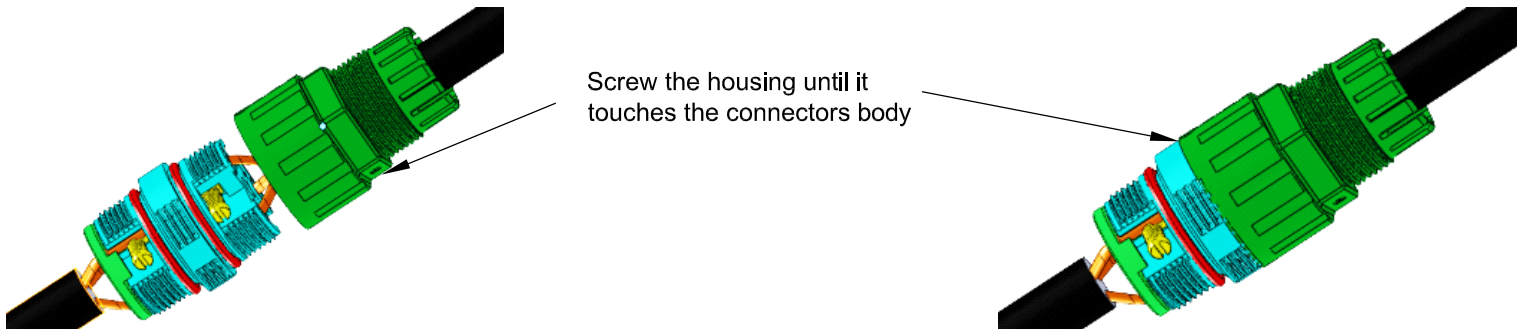 Screw the housing until it
touches the connectors body